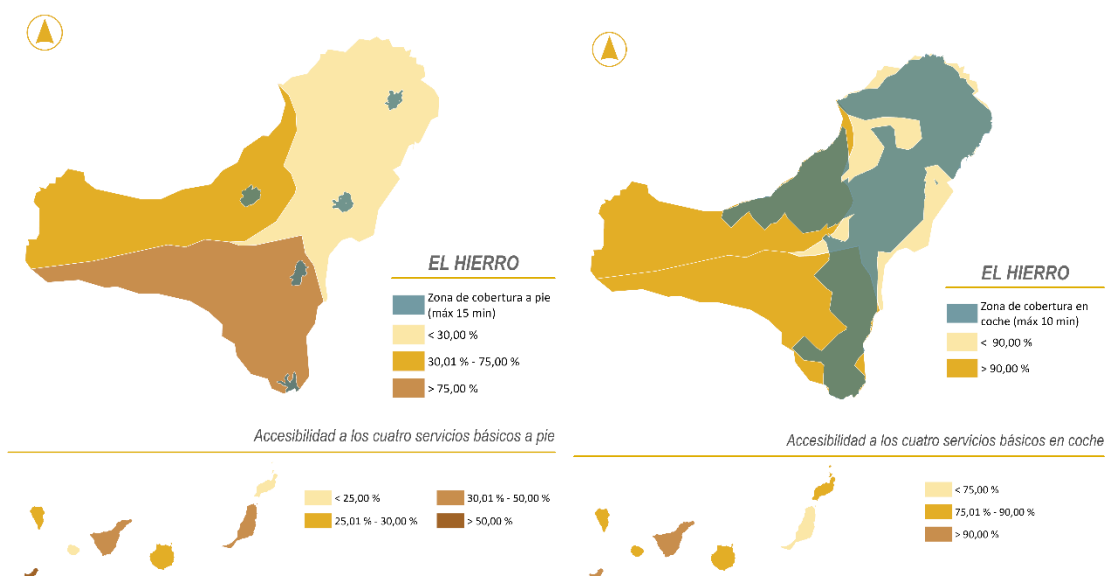 EL HIERRO
Zona de cobertura a pie
(máx 15 min)
< 30,00 %
30,01 % - 75,00 %
> 75,00 %
Accesibilidad a los cuatro servicios básicos a pie
< 25,00 %
25,01 % - 30,00 %
30,01 % - 50,00 %
> 50,00 %
EL HIERRO
Zona de cobertura en
coche (máx 10 min)
< 90,00 %
> 90,00 %
Accesibilidad a los cuatro servicios básicos en coche
< 75,00 %
75,01 % - 90,00 %
> 90,00 %